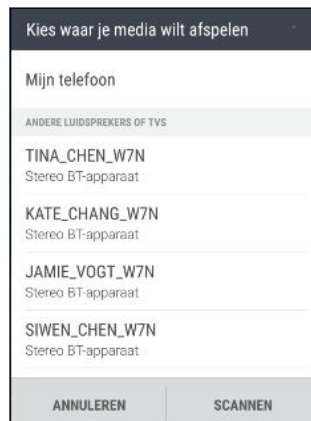 Kies waar je media wilt afspelen
Mijn telefoon
ANDERE LUIDSPREKERS OF TVS
TINA_CHEN_W7N
Stereo BT-apparaat
KATE_CHANG_W7N
Stereo BT-apparaat
JAMIE_VOGT_W7N
Stereo BT-apparaat
SIWEN_CHEN_W7N
Stereo BT-apparaat
ANNULEREN
SCANNEN